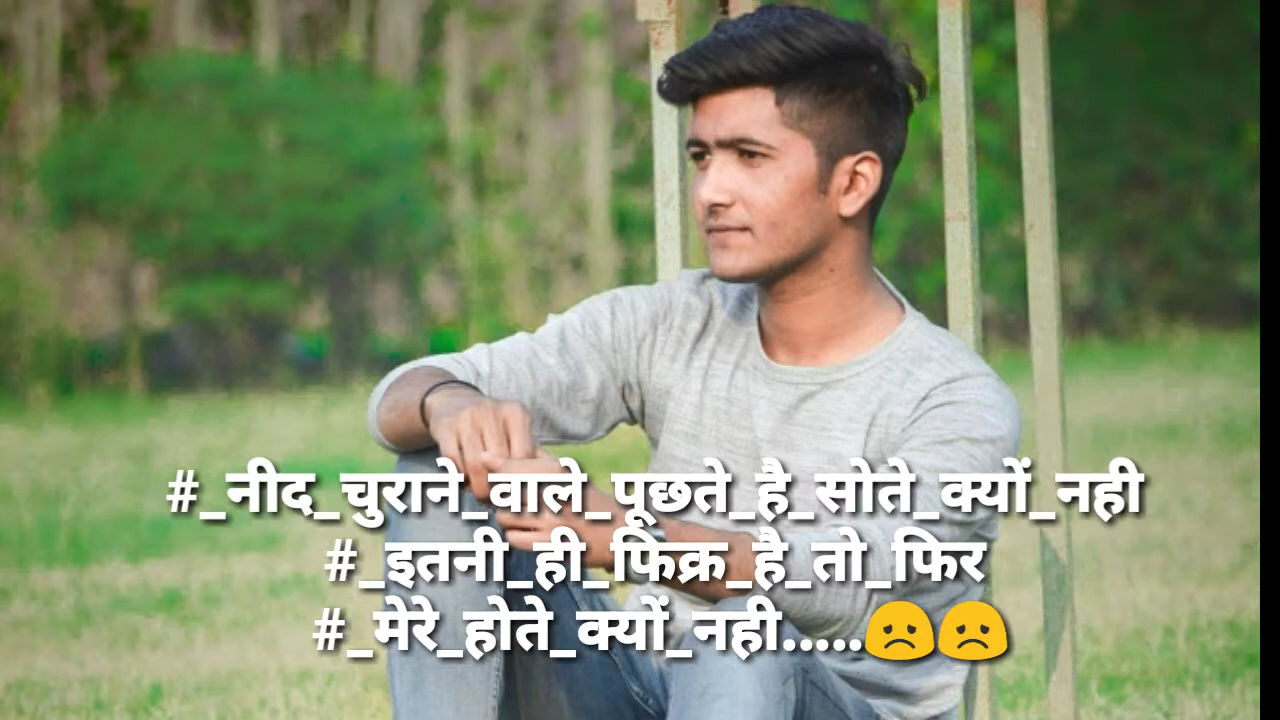 #_नीद_चुराने_वाले_पूछते_है_सोते_क्यों_नही
#_इतनी_ही_फिक्र_है_तो_फिर
#_मेरे_होते_क्यों_नही.....😞😞